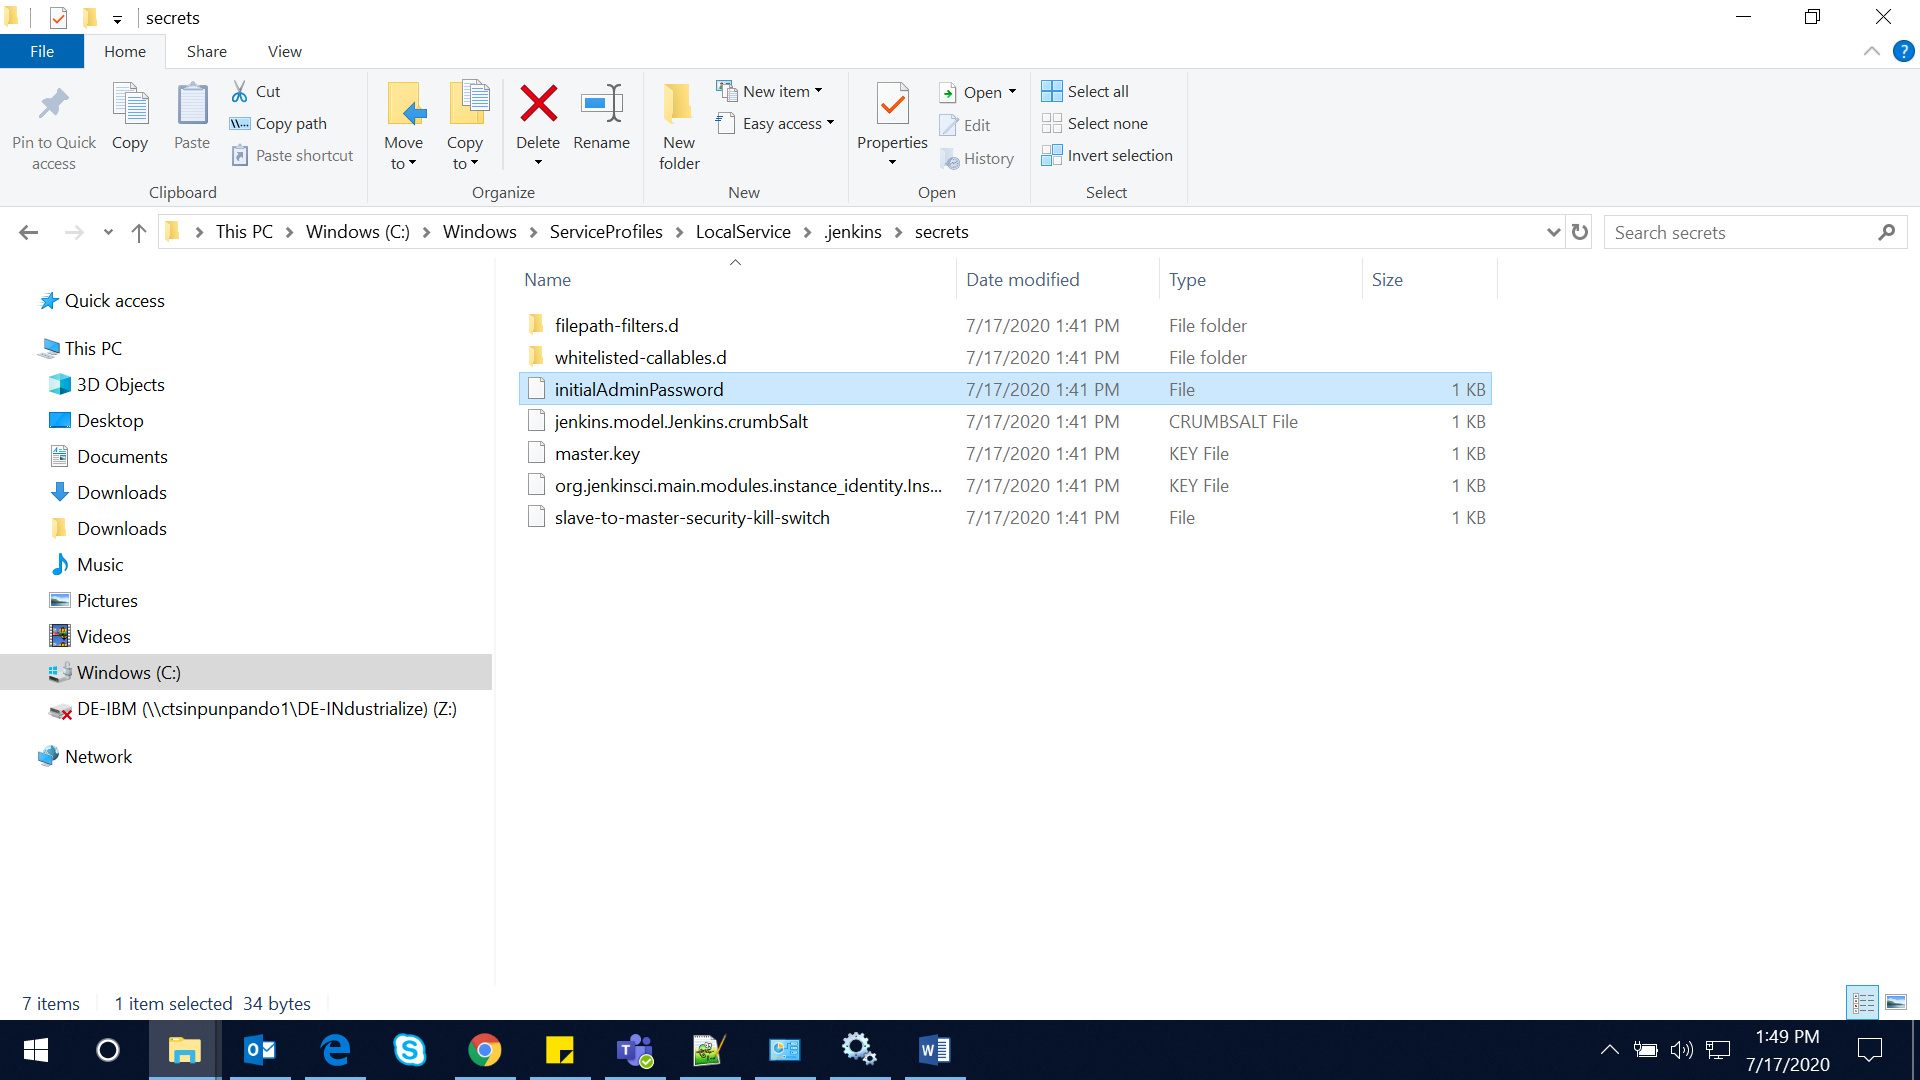 secrets
File Home Share View
Pin to Quick access
Copy
Paste
Cut
Copy path
Paste shortcut
Clipboard
Move to
Copy to
Delete
Rename
Organize
New folder
New item
Easy access
New
Properties
Open
Edit
History
Open
Select all
Select none
Invert selection
Select
This PC Windows (C:) Windows ServiceProfiles LocalService .jenkins secrets
Search secrets
Quick access
This PC
3D Objects
Desktop
Documents
Downloads
Downloads
Music
Pictures
Videos
Windows (C:)
DE-IBM (\\ctsinpunpando1\DE-INdustrialize) (Z:)
Network
Name Date modified Type Size
filepath-filters.d 7/17/2020 1:41 PM File folder
whitelisted-callables.d 7/17/2020 1:41 PM File folder
initialAdminPassword 7/17/2020 1:41 PM File 1 KB
jenkins.model.Jenkins.crumbSalt 7/17/2020 1:41 PM CRUMBSALT File 1 KB
master.key 7/17/2020 1:41 PM KEY File 1 KB
org.jenkinsci.main.modules.instance_identity.Ins... 7/17/2020 1:41 PM KEY File 1 KB
slave-to-master-security-kill-switch 7/17/2020 1:41 PM File 1 KB
7 items 1 item selected 34 bytes
1:49 PM
7/17/2020